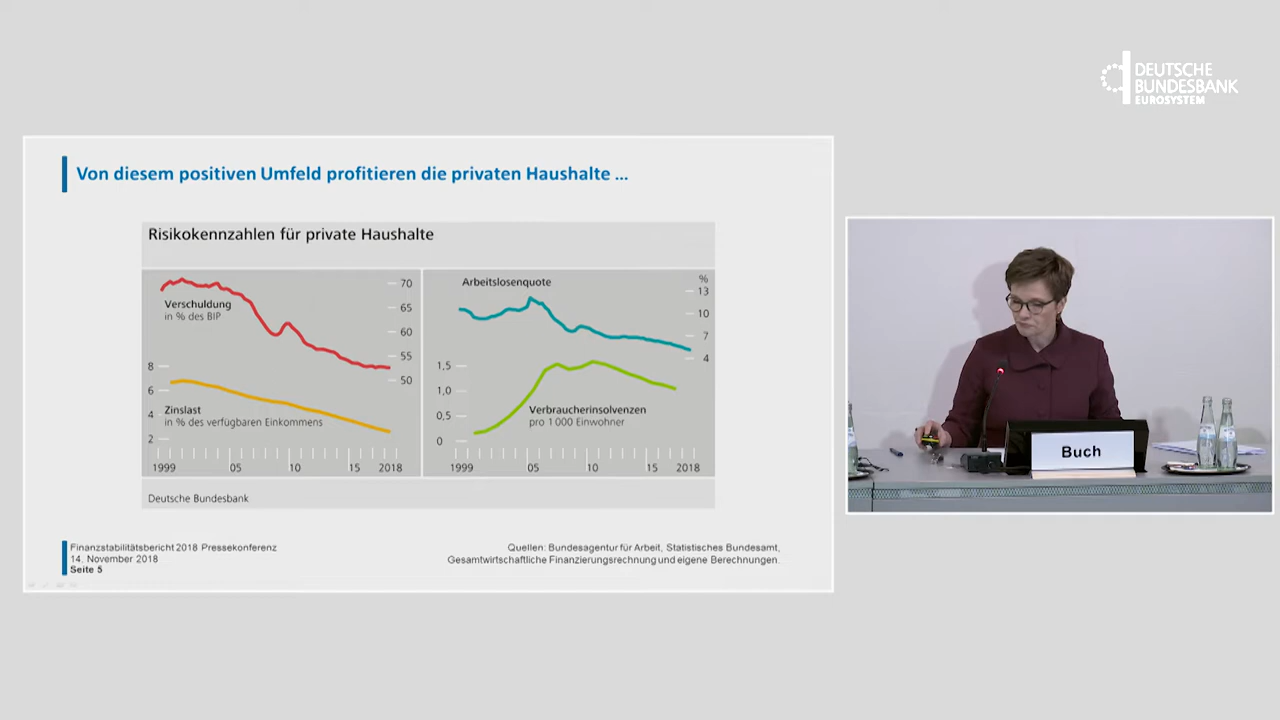 DEUTSCHE
BUNDESBANK
EUROSYSTEM
Von diesem positiven Umfeld profitieren die privaten Haushalte ...
Risikokennzahlen für private Haushalte
Verschuldung
in % des BIP
70
65
60
55
50
8
6
4
2
Zinslast
in % des verfügbaren Einkommens
1999 05 10 15 2018
Arbeitslosenquote
%
13
10
7
4
1,5
1,0
0,5
0
Verbraucherinsolvenzen
pro 1 000 Einwohner
1999 05 10 15 2018
Deutsche Bundesbank
Finanzstabilitätsbericht 2018 Pressekonferenz
14. November 2018
Seite 5
Quellen: Bundesagentur für Arbeit, Statistisches Bundesamt,
Gesamtwirtschaftliche Finanzierungsrechnung und eigene Berechnungen.
Buch